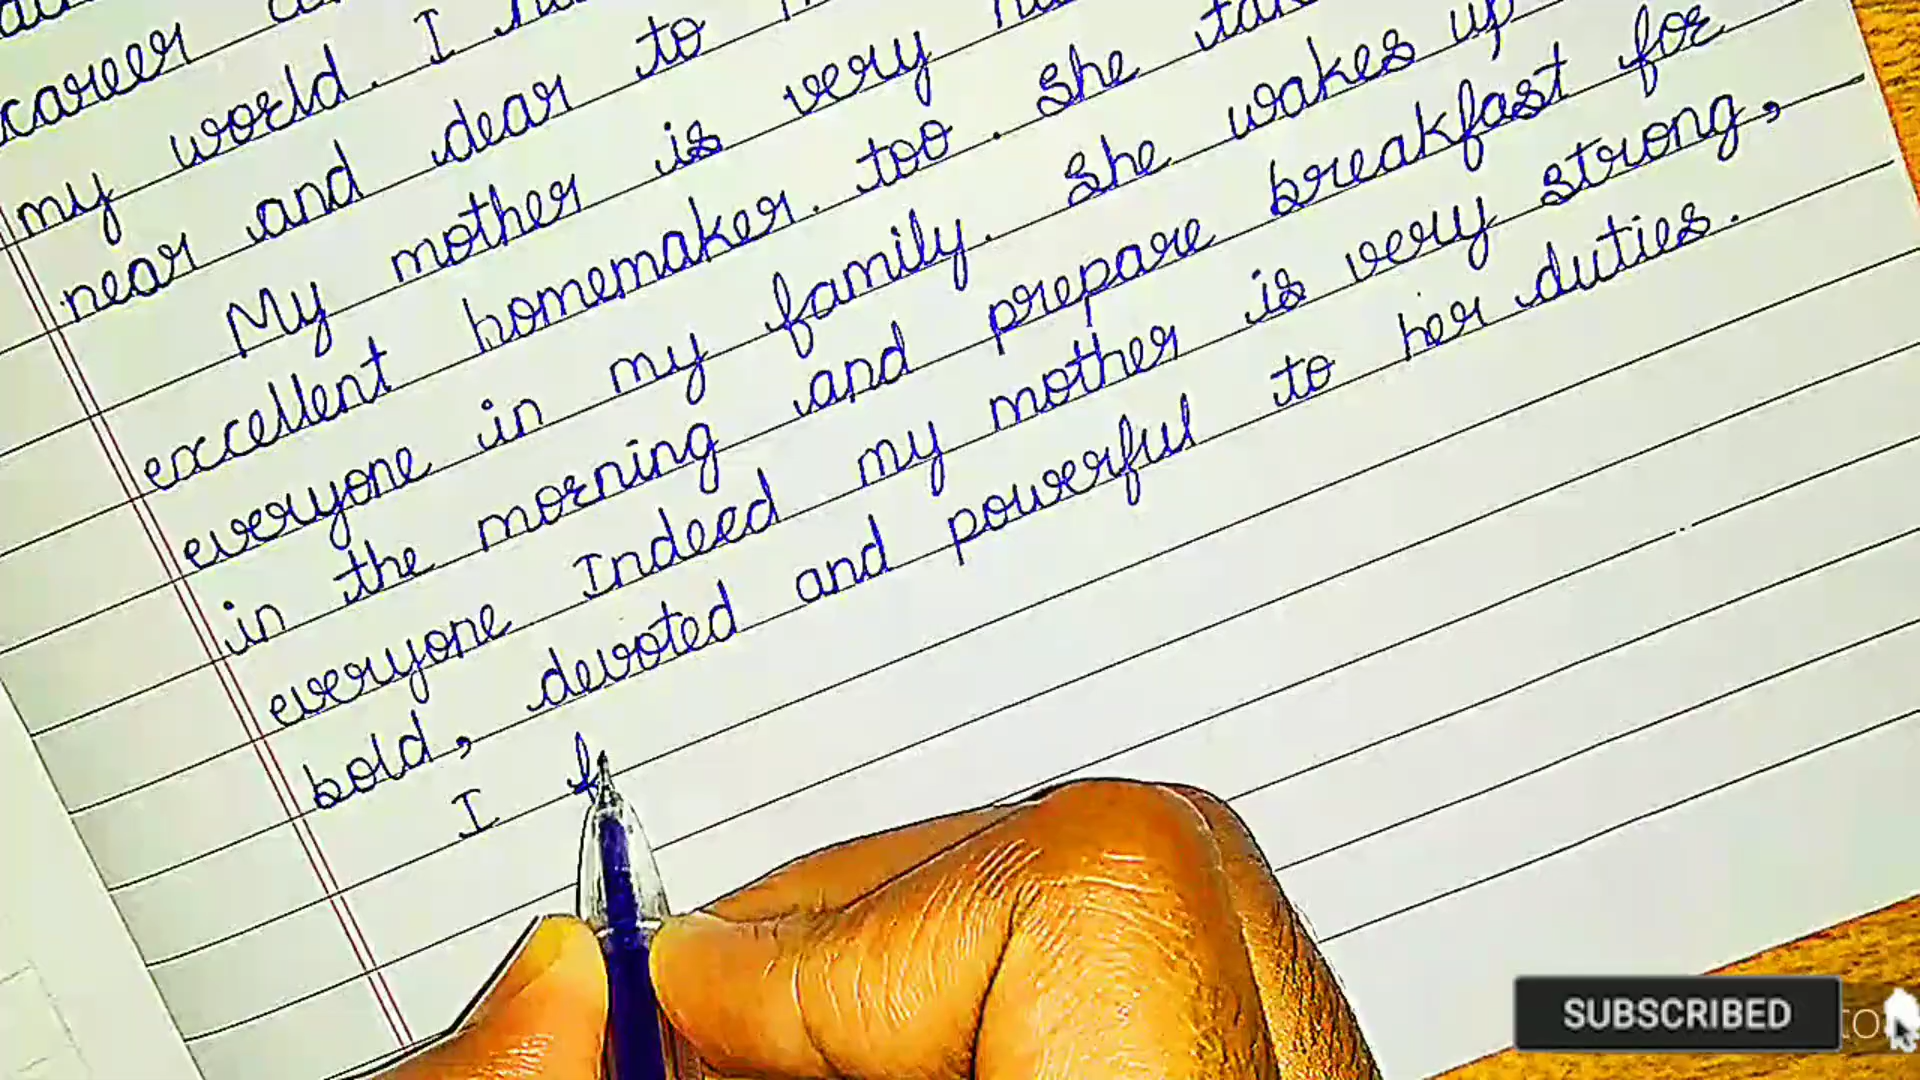 career
my world. I
near and dear to
My mother is very
excellent homemaker. too. She
everyone in my family. She wakes up
in the morning and prepare breakfast for
everyone Indeed my mother is very strong,
bold, devoted and powerful to her duties.
I
SUBSCRIBED